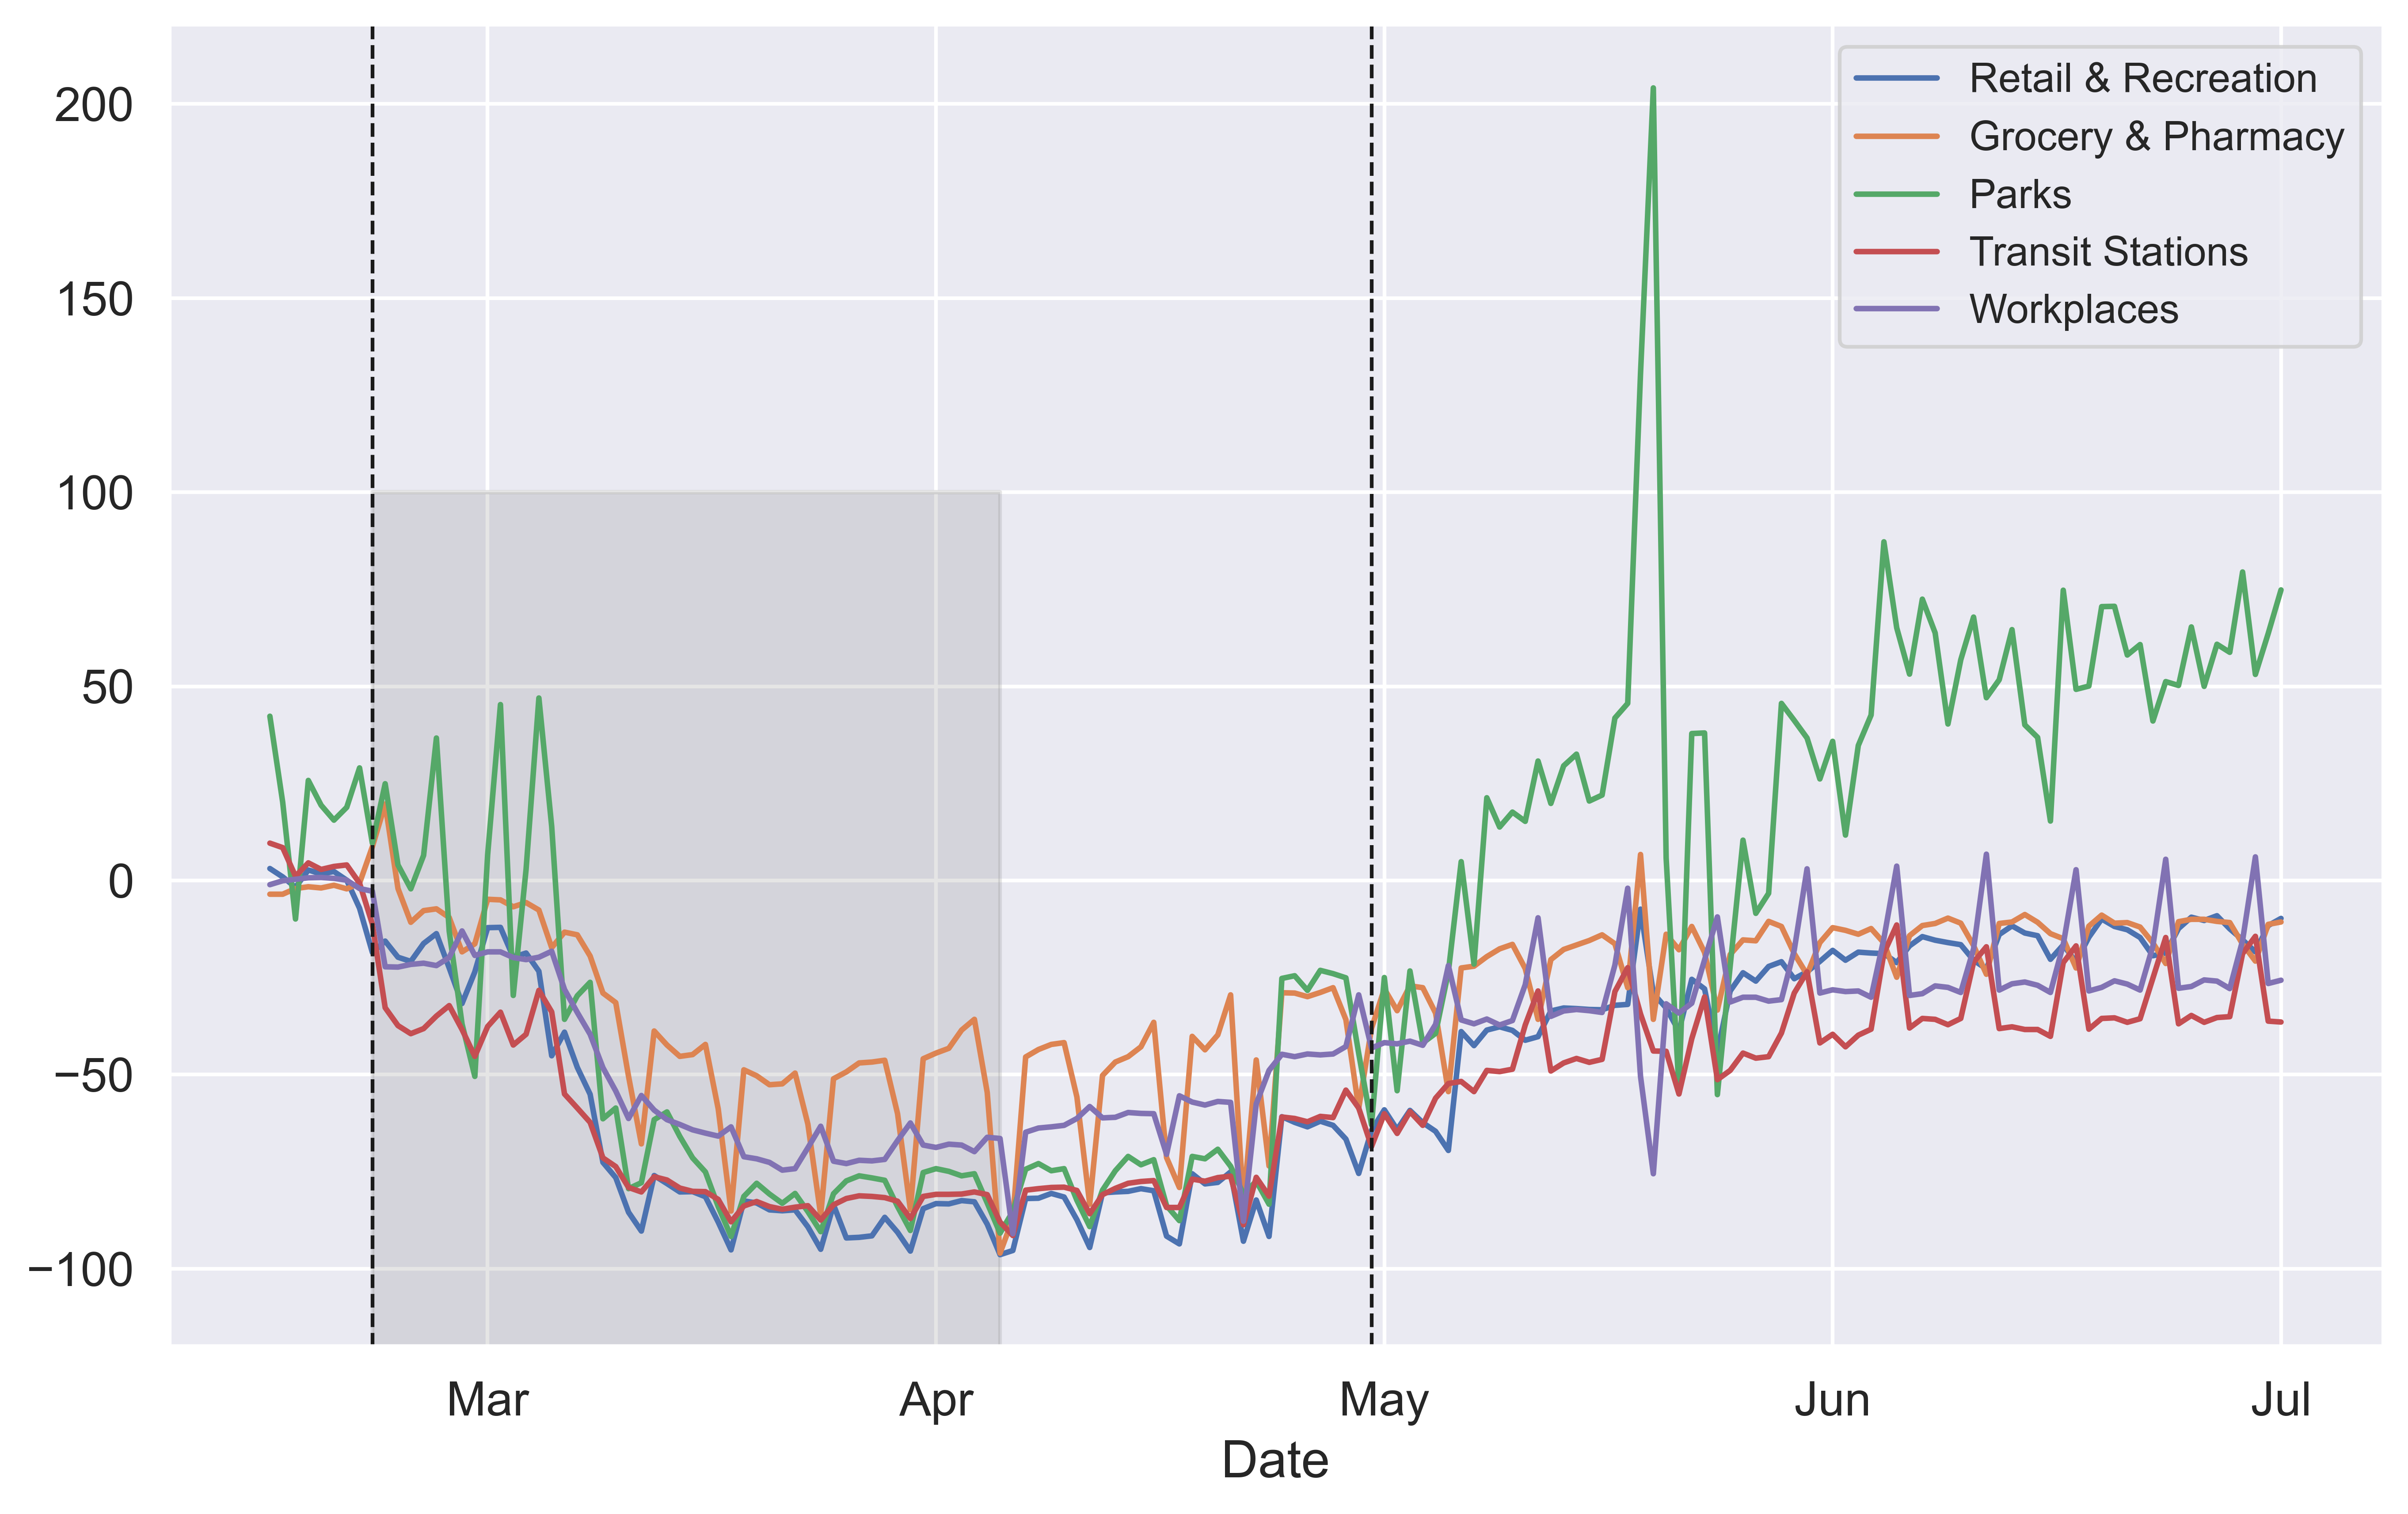 200
150
100
50
0
−50
−100
Retail & Recreation
Grocery & Pharmacy
Parks
Transit Stations
Workplaces
Mar Apr May Jun Jul
Date